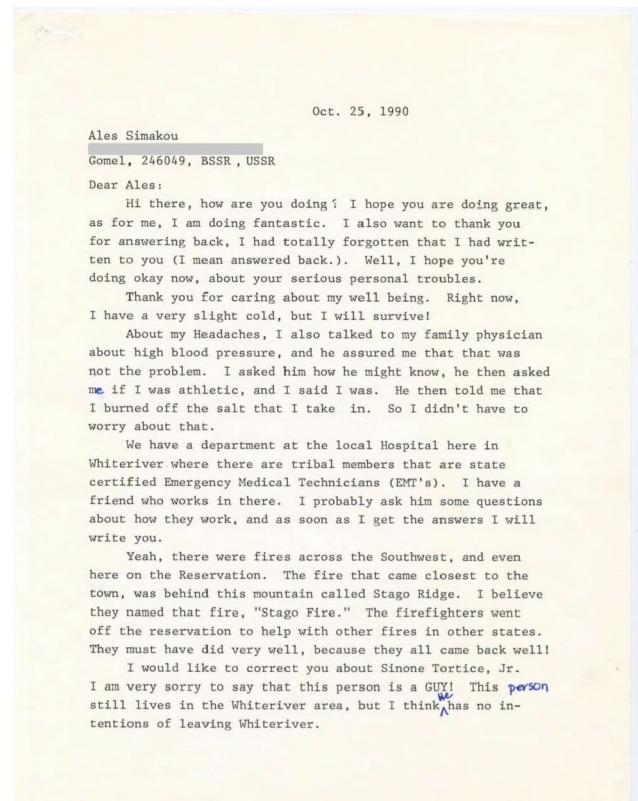 Oct. 25, 1990
Ales Simakou
Gomel, 246049, BSSR , USSR
Dear Ales:
Hi there, how are you doing? I hope you are doing great,
as for me, I am doing fantastic. I also want to thank you
for answering back, I had totally forgotten that I had writ-
ten to you (I mean answered back.). Well, I hope you're
doing okay now, about your serious personal troubles.
Thank you for caring about my well being. Right now,
I have a very slight cold, but I will survive!
About my Headaches, I also talked to my family physician
about high blood pressure, and he assured me that that was
not the problem. I asked him how he might know, he then asked
me if I was athletic, and I said I was. He then told me that
I burned off the salt that I take in. So I didn't have to
worry about that.
We have a department at the local Hospital here in
Whiteriver where there are tribal members that are state
certified Emergency Medical Technicians (EMT's). I have a
friend who works in there. I probably ask him some questions
about how they work, and as soon as I get the answers I will
write you.
Yeah, there were fires across the Southwest, and even
here on the Reservation. The fire that came closest to the
town, was behind this mountain called Stago Ridge. I believe
they named that fire, "Stago Fire." The firefighters went
off the reservation to help with other fires in other states.
They must have did very well, because they all came back well!
I would like to correct you about Sinone Tortice, Jr.
I am very sorry to say that this person is a GUY! This person
still lives in the Whiteriver area, but I think he has no in-
tentions of leaving Whiteriver.